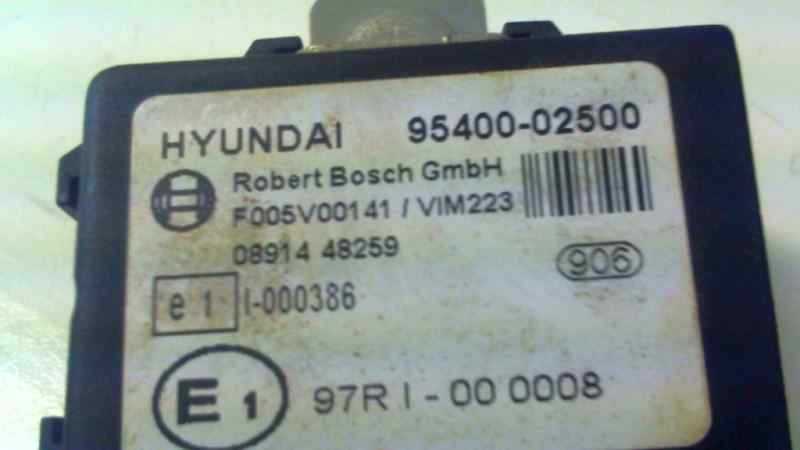 HYUNDAI 95400-02500
Robert Bosch GmbH
F005V00141 / VIM223
08914 48259
906
e 1 I-000386
E 1 97R I - 00 0008